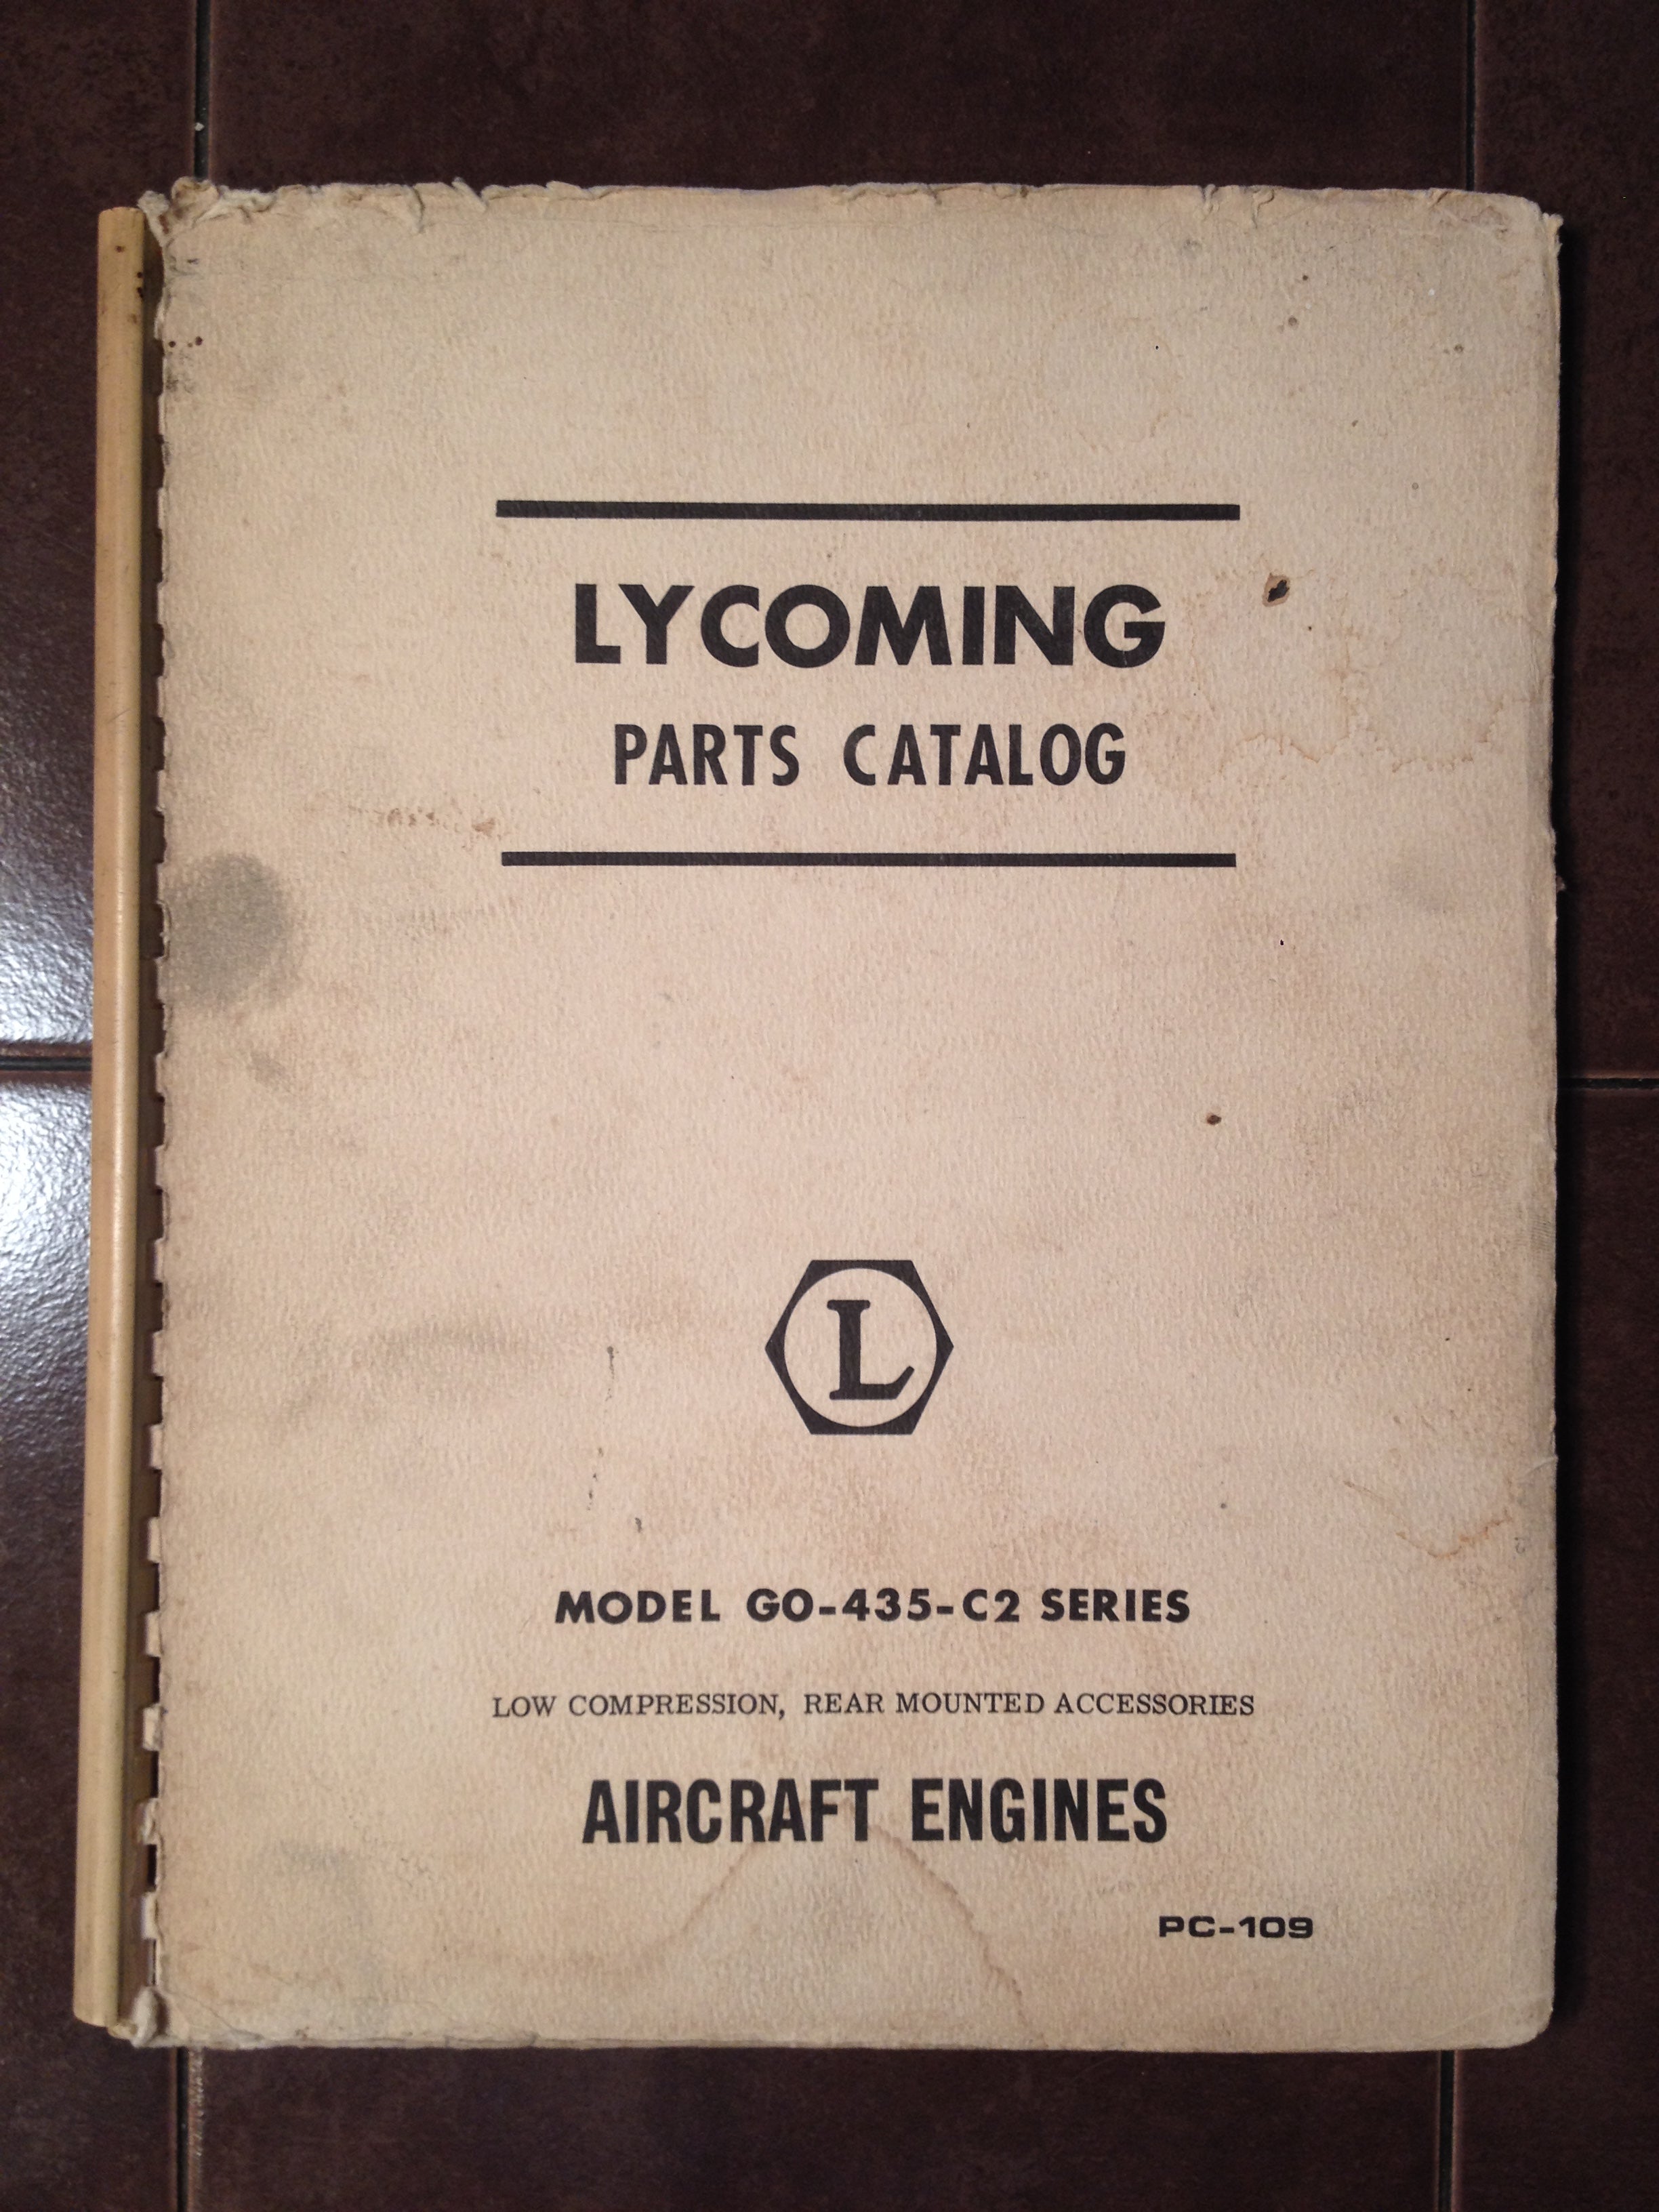 LYCOMING
PARTS CATALOG
L
MODEL GO-435-C2 SERIES
LOW COMPRESSION, REAR MOUNTED ACCESSORIES
AIRCRAFT ENGINES
PC-109